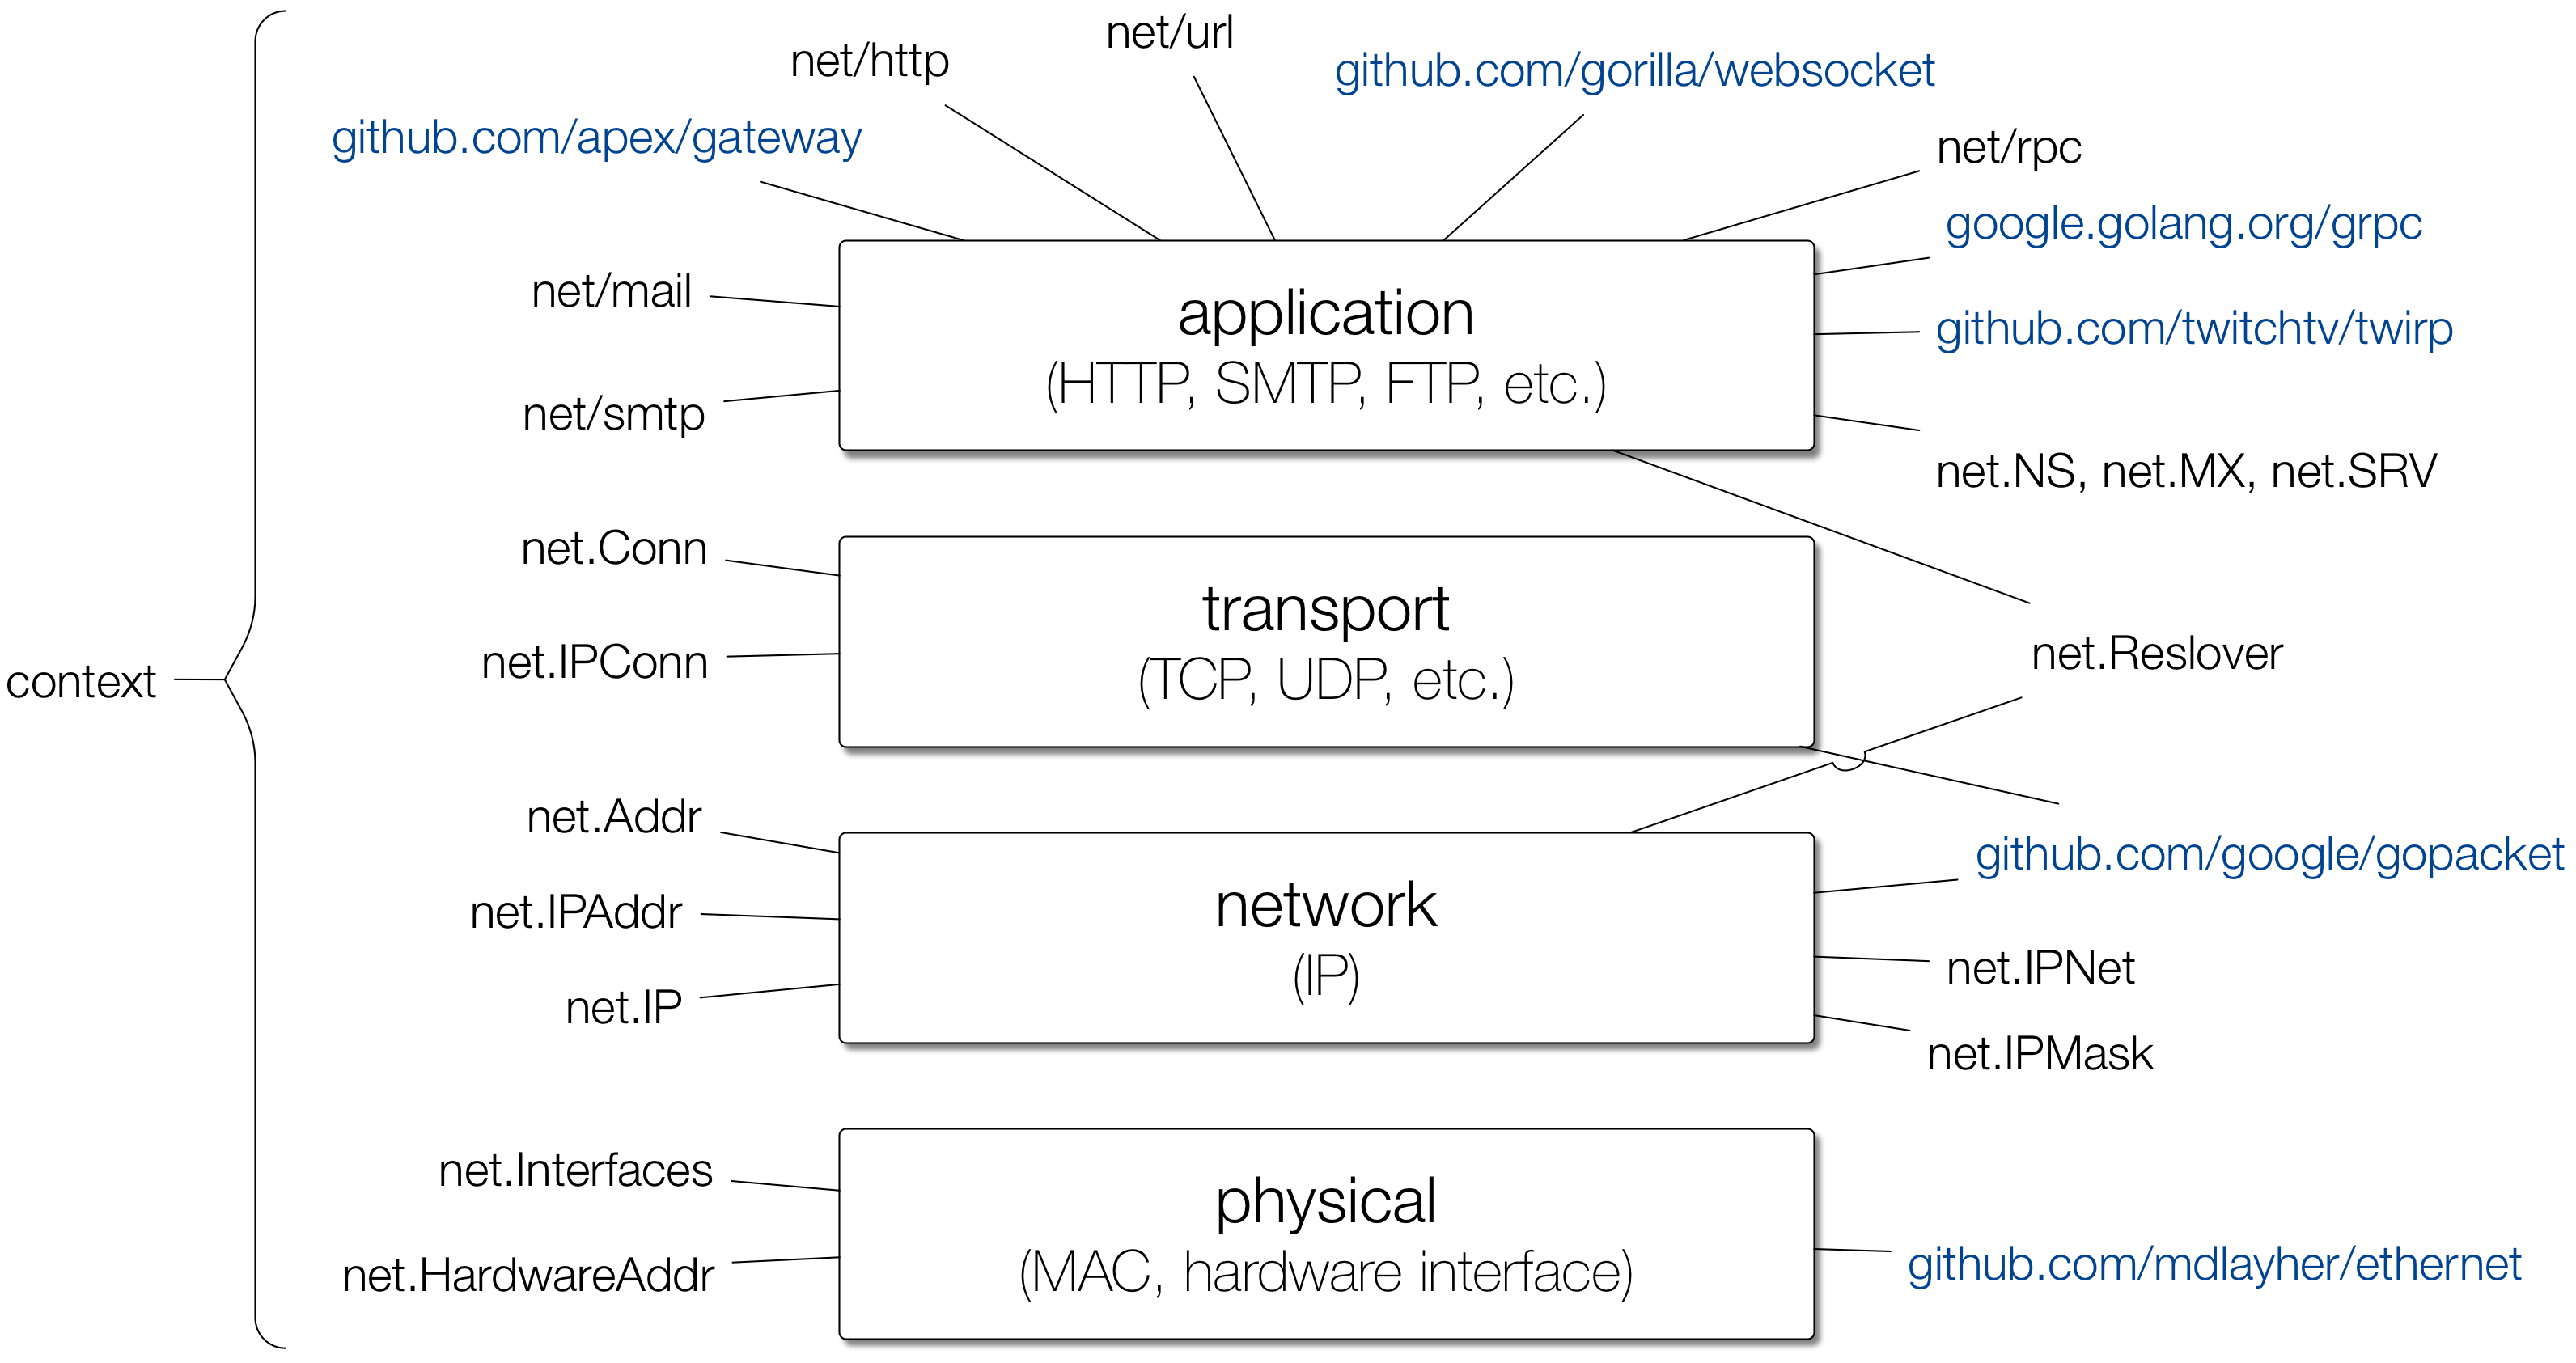 net/url
net/http
github.com/gorilla/websocket
github.com/apex/gateway
net/rpc
google.golang.org/grpc
net/mail
application
github.com/twitchtv/twirp
(HTTP, SMTP, FTP, etc.)
net/smtp
net.NS, net.MX, net.SRV
net.Conn
transport
net.IPConn
(TCP, UDP, etc.)
net.Reslover
context
net.Addr
github.com/google/gopacket
net.IPAddr
network
(IP)
net.IPNet
net.IP
net.IPMask
net.Interfaces
physical
net.HardwareAddr
(MAC, hardware interface)
github.com/mdlayher/ethernet